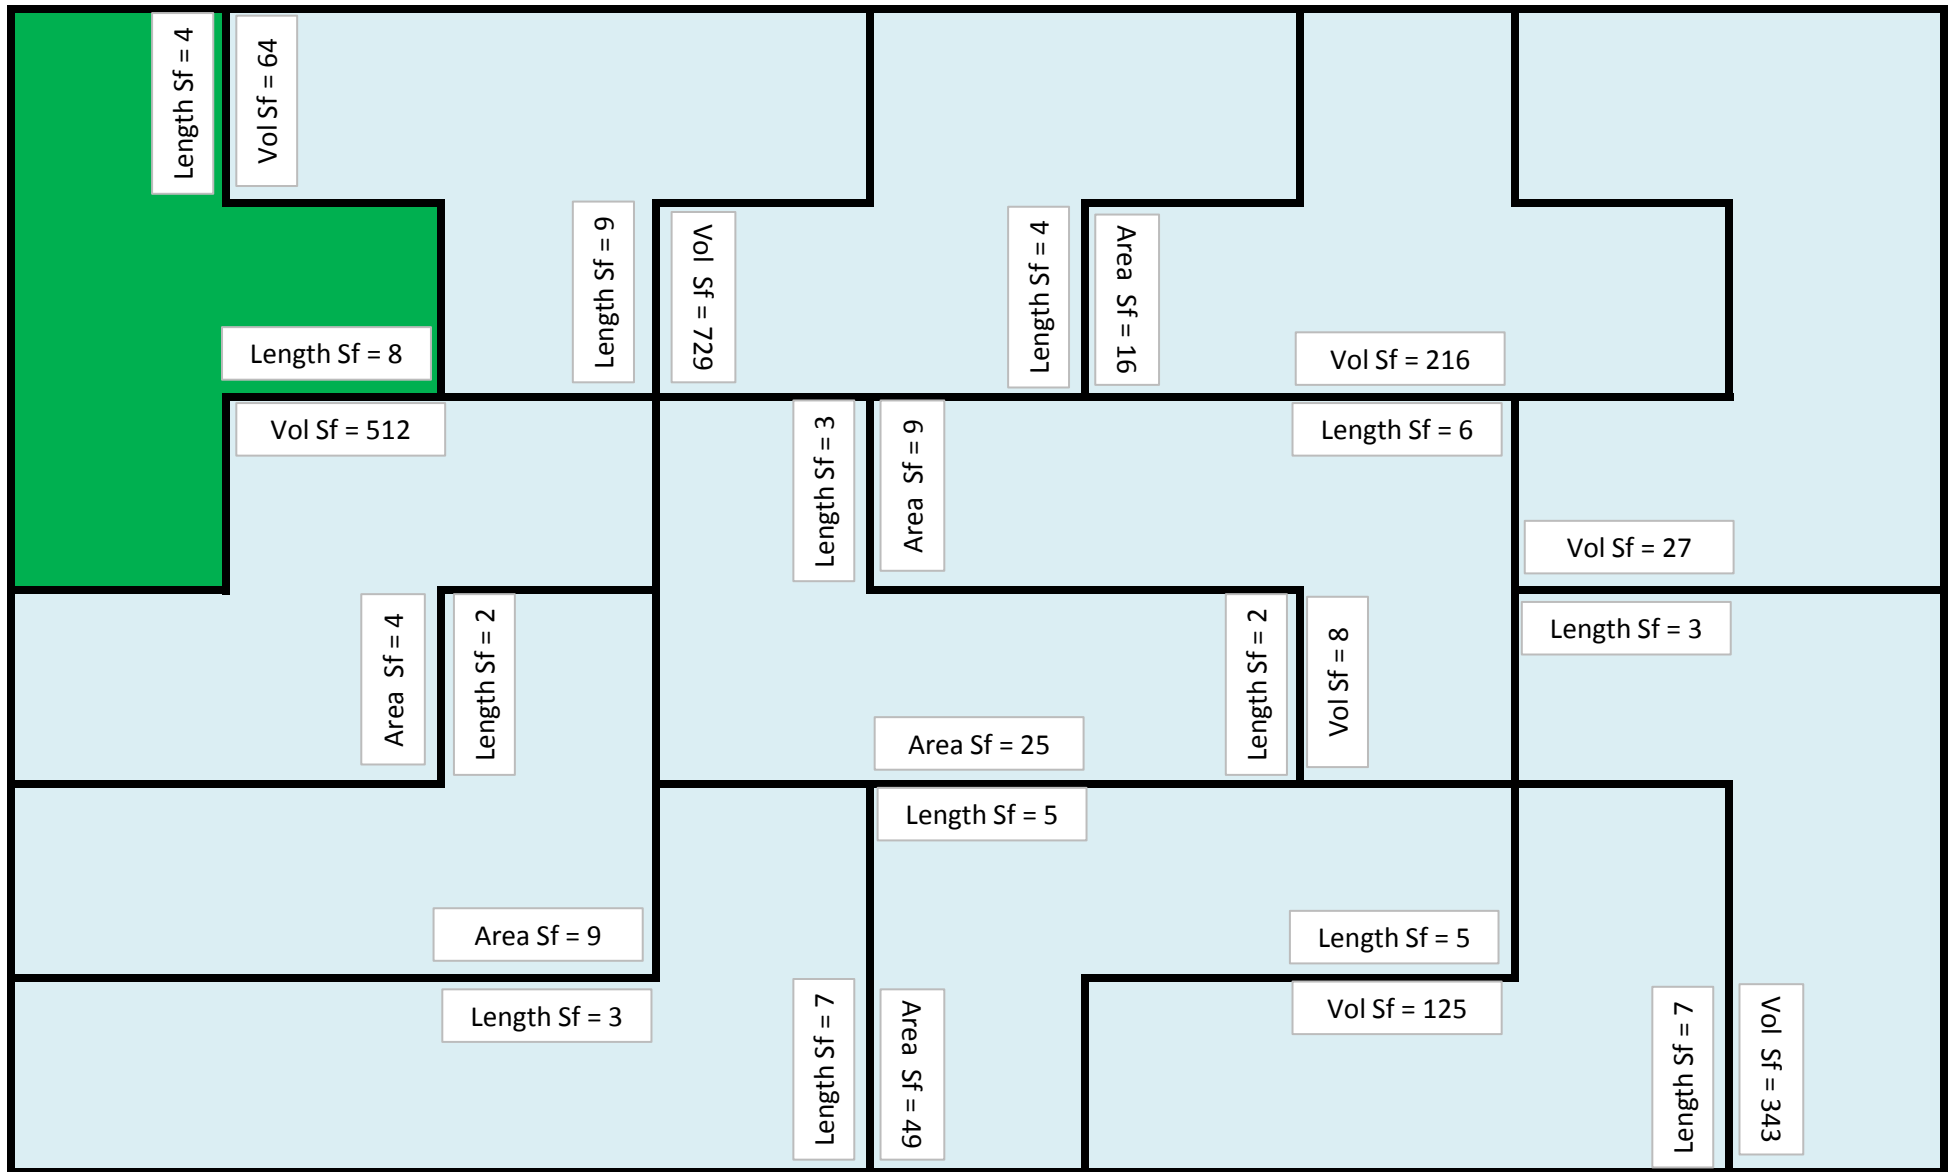 Length Sf = 4
Vol Sf = 64
Length Sf = 9
Vol Sf = 729
Length Sf = 4
Area Sf = 16
Length Sf = 8
Vol Sf = 216
Vol Sf = 512
Length Sf = 3
Area Sf = 9
Length Sf = 6
Vol Sf = 27
Area Sf = 4
Length Sf = 2
Length Sf = 2
Vol Sf = 8
Length Sf = 3
Area Sf = 25
Length Sf = 5
Area Sf = 9
Length Sf = 5
Length Sf = 3
Length Sf = 7
Area Sf = 49
Vol Sf = 125
Length Sf = 7
Vol Sf = 343